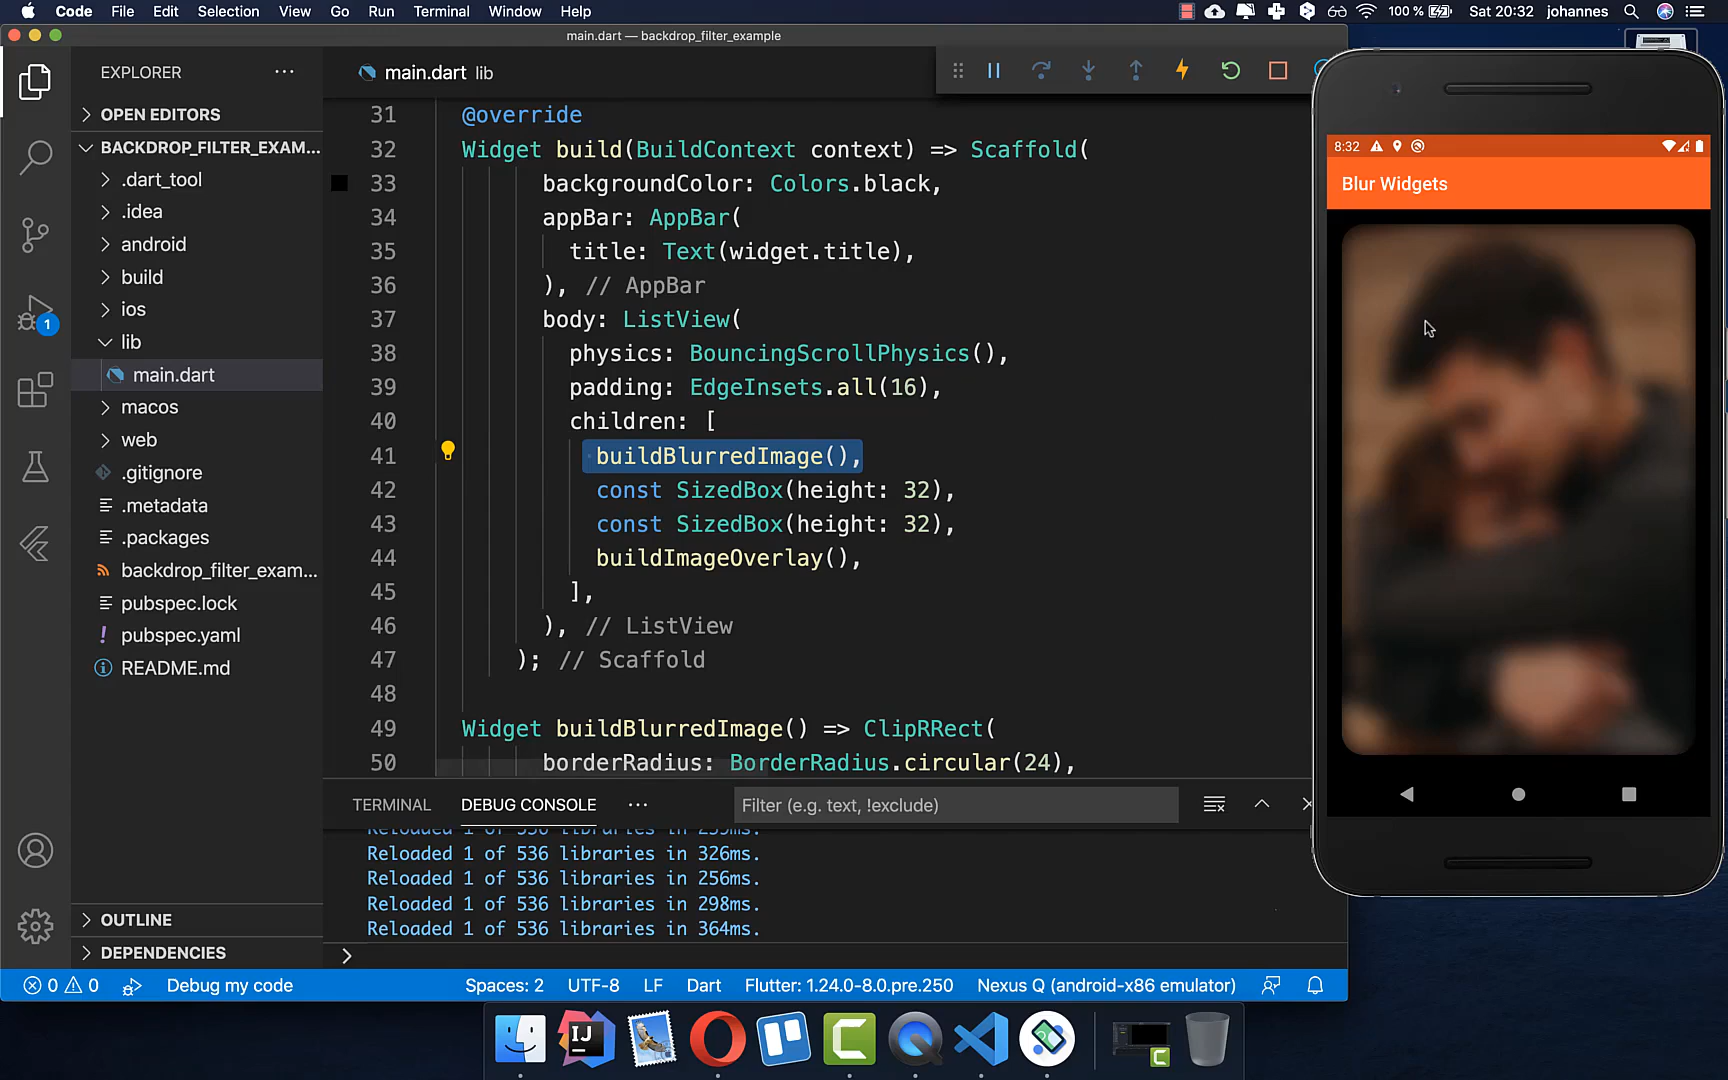 Code File Edit Selection View Go Run Terminal Window Help
100 % Sat 20:32 johannes
main.dart — backdrop_filter_example
EXPLORER
OPEN EDITORS
BACKDROP_FILTER_EXAM...
.dart_tool
.idea
android
build
ios
lib
main.dart
macos
web
.gitignore
.metadata
.packages
backdrop_filter_exam...
pubspec.lock
pubspec.yaml
README.md
OUTLINE
DEPENDENCIES
1
main.dart lib
31 @override
32 Widget build(BuildContext context) => Scaffold(
33 backgroundColor: Colors.black,
34 appBar: AppBar(
35 title: Text(widget.title),
36 ), // AppBar
37 body: ListView(
38 physics: BouncingScrollPhysics(),
39 padding: EdgeInsets.all(16),
40 children: [
41 buildBlurredImage(),
42 const SizedBox(height: 32),
43 const SizedBox(height: 32),
44 buildImageOverlay(),
45 ],
46 ), // ListView
47 ); // Scaffold
48
49 Widget buildBlurredImage() => ClipRRect(
50 borderRadius: BorderRadius.circular(24),
TERMINAL DEBUG CONSOLE Filter (e.g. text, !exclude)
Reloaded 1 of 536 libraries in 326ms.
Reloaded 1 of 536 libraries in 256ms.
Reloaded 1 of 536 libraries in 298ms.
Reloaded 1 of 536 libraries in 364ms.
0 0 Debug my code Spaces: 2 UTF-8 LF Dart Flutter: 1.24.0-8.0.pre.250 Nexus Q (android-x86 emulator)
8:32
Blur Widgets
IJ